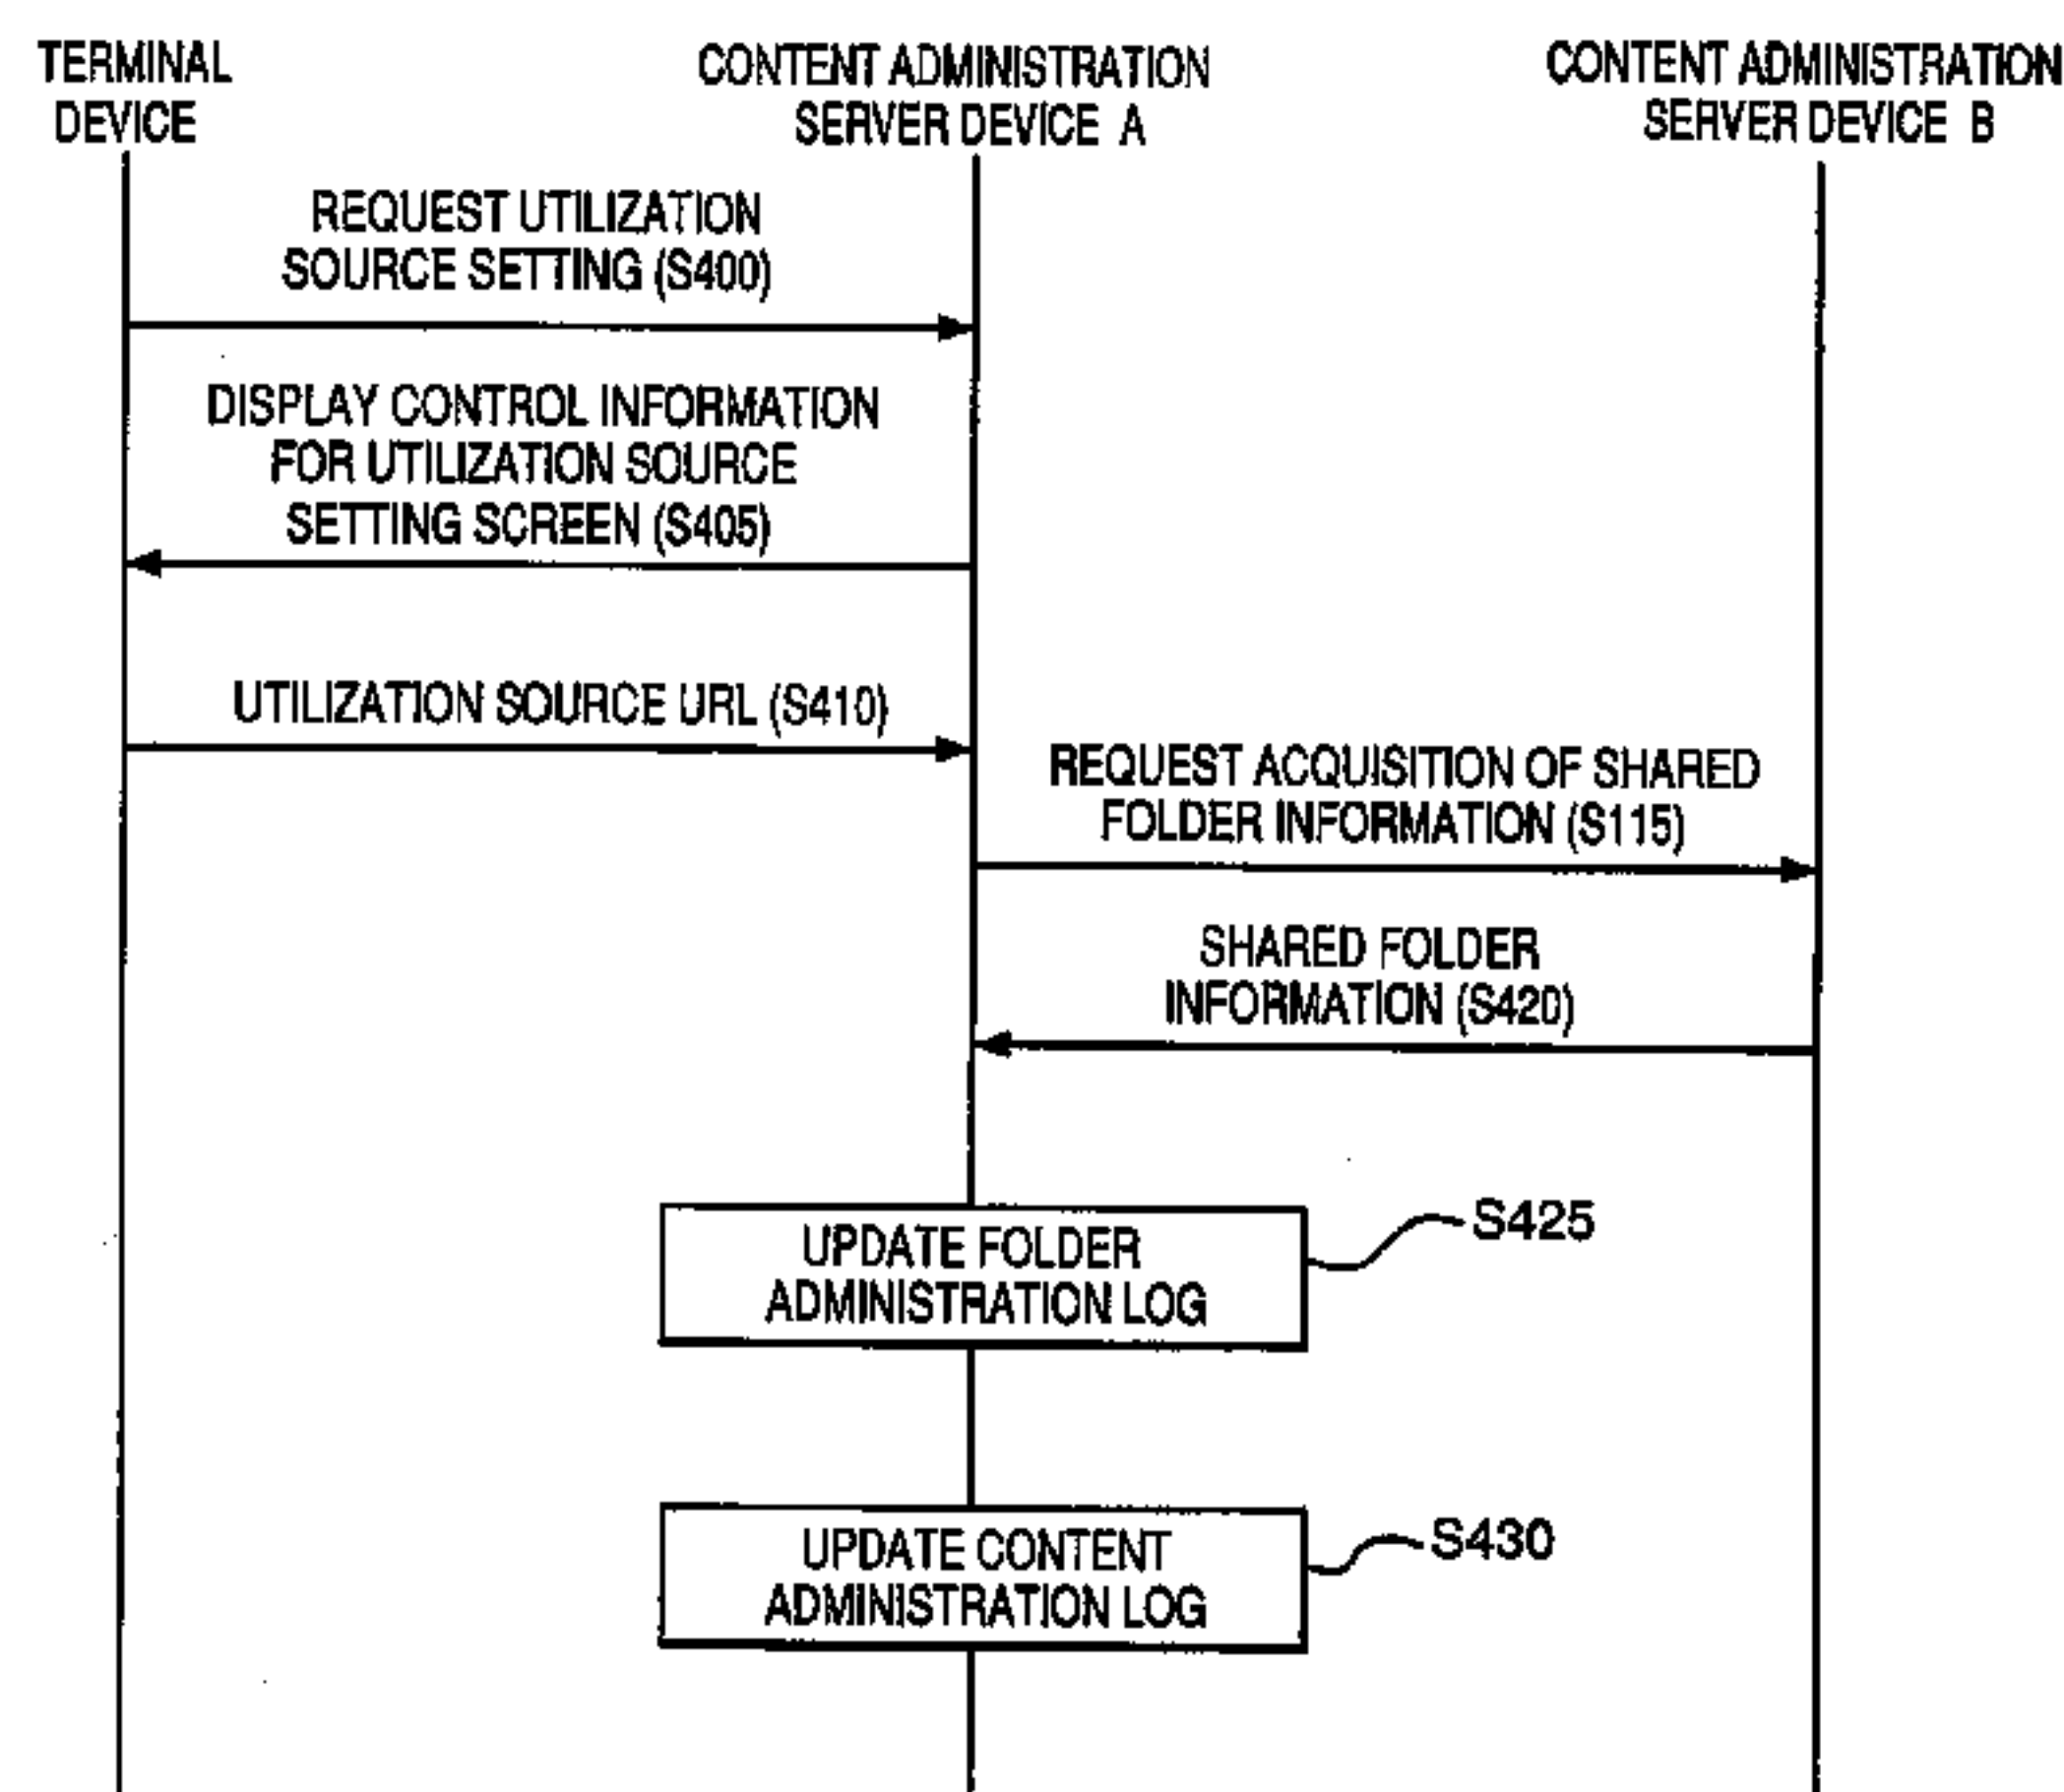 TERMINAL
DEVICE
CONTENT ADMINISTRATION
SERVER DEVICE A
CONTENT ADMINISTRATION
SERVER DEVICE B
REQUEST UTILIZATION
SOURCE SETTING (S400)
DISPLAY CONTROL INFORMATION
FOR UTILIZATION SOURCE
SETTING SCREEN (S405)
UTILIZATION SOURCE URL (S410)
REQUEST ACQUISITION OF SHARED
FOLDER INFORMATION (S115)
SHARED FOLDER
INFORMATION (S420)
UPDATE FOLDER
ADMINISTRATION LOG
S425
UPDATE CONTENT
ADMINISTRATION LOG
S430